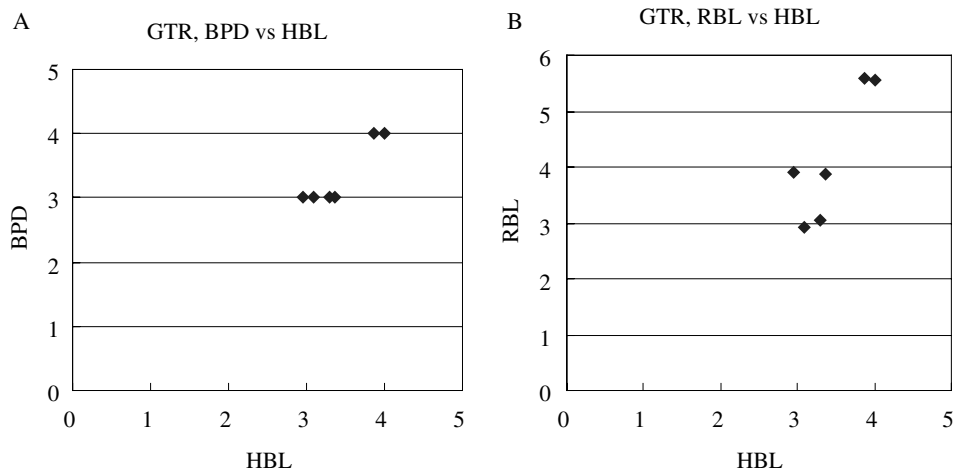 A
GTR, BPD vs HBL
5
4
3
2
1
0
BPD
0 1 2 3 4 5
HBL
B
GTR, RBL vs HBL
6
5
4
3
2
1
0
RBL
0 1 2 3 4 5
HBL